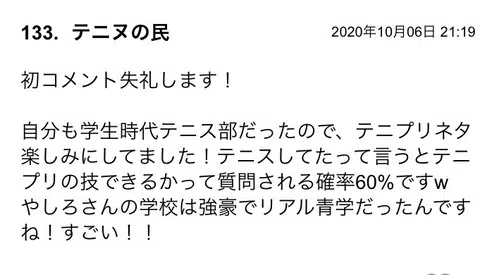 133. テニヌの民 2020年10月06日 21:19
初コメント失礼します！
自分も学生時代テニス部だったので、テニプリネタ
楽しみにしてました！テニスしてたって言うとテニ
プリの技できるかって質問される確率60%ですw
やしろさんの学校は強豪でリアル青学だったんです
ね！すごい！！